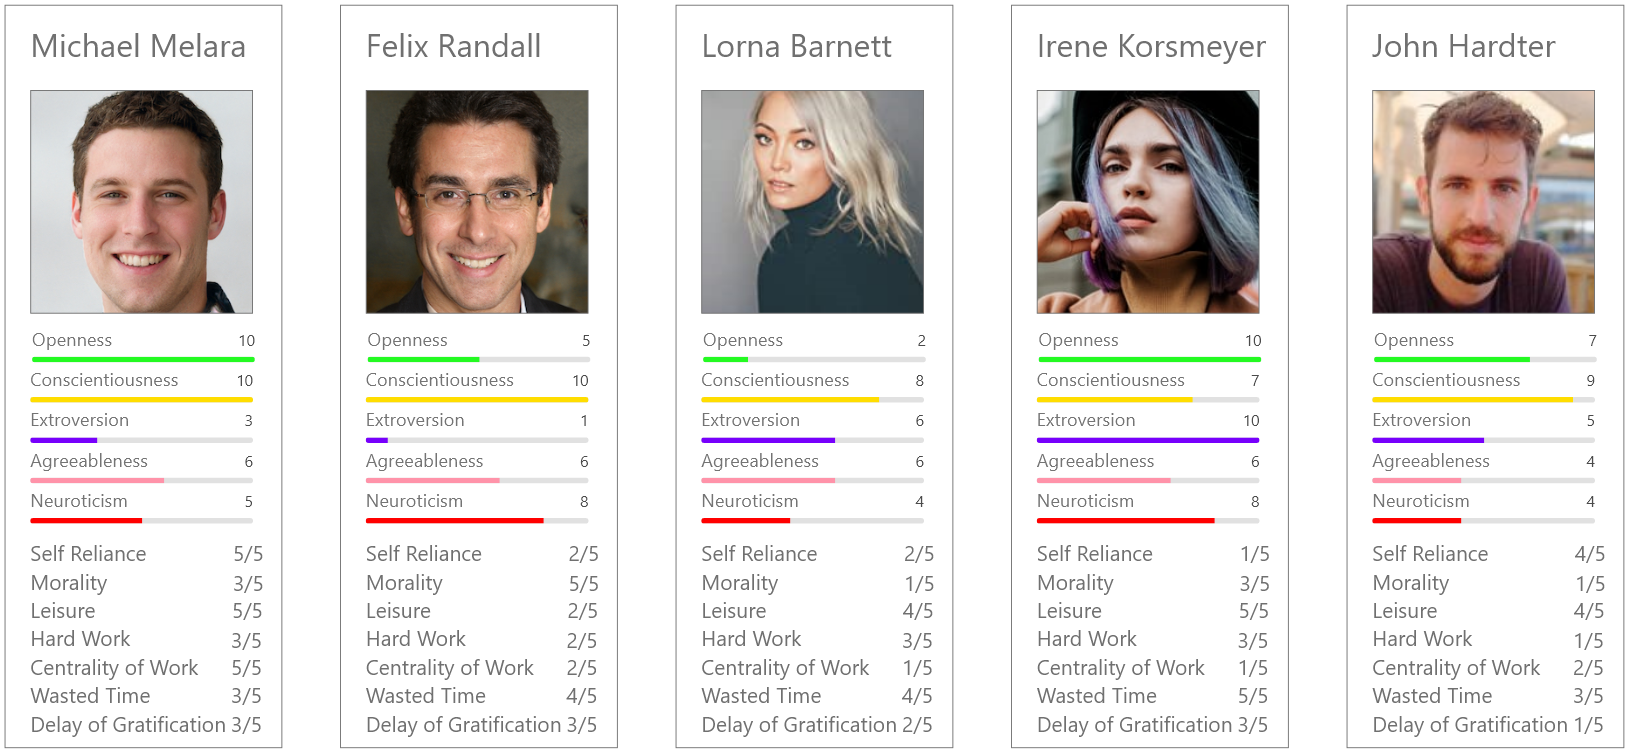 Michael Melara
Openness 10
Conscientiousness 10
Extroversion 3
Agreeableness 6
Neuroticism 5
Self Reliance 5/5
Morality 3/5
Leisure 5/5
Hard Work 3/5
Centrality of Work 5/5
Wasted Time 3/5
Delay of Gratification 3/5
Felix Randall
Openness 5
Conscientiousness 10
Extroversion 1
Agreeableness 6
Neuroticism 8
Self Reliance 2/5
Morality 5/5
Leisure 2/5
Hard Work 2/5
Centrality of Work 2/5
Wasted Time 4/5
Delay of Gratification 3/5
Lorna Barnett
Openness 2
Conscientiousness 8
Extroversion 6
Agreeableness 6
Neuroticism 4
Self Reliance 2/5
Morality 1/5
Leisure 4/5
Hard Work 3/5
Centrality of Work 1/5
Wasted Time 4/5
Delay of Gratification 2/5
Irene Korsmeyer
Openness 10
Conscientiousness 7
Extroversion 10
Agreeableness 6
Neuroticism 8
Self Reliance 1/5
Morality 3/5
Leisure 5/5
Hard Work 3/5
Centrality of Work 1/5
Wasted Time 5/5
Delay of Gratification 3/5
John Hardter
Openness 7
Conscientiousness 9
Extroversion 5
Agreeableness 4
Neuroticism 4
Self Reliance 4/5
Morality 1/5
Leisure 4/5
Hard Work 1/5
Centrality of Work 2/5
Wasted Time 3/5
Delay of Gratification 1/5